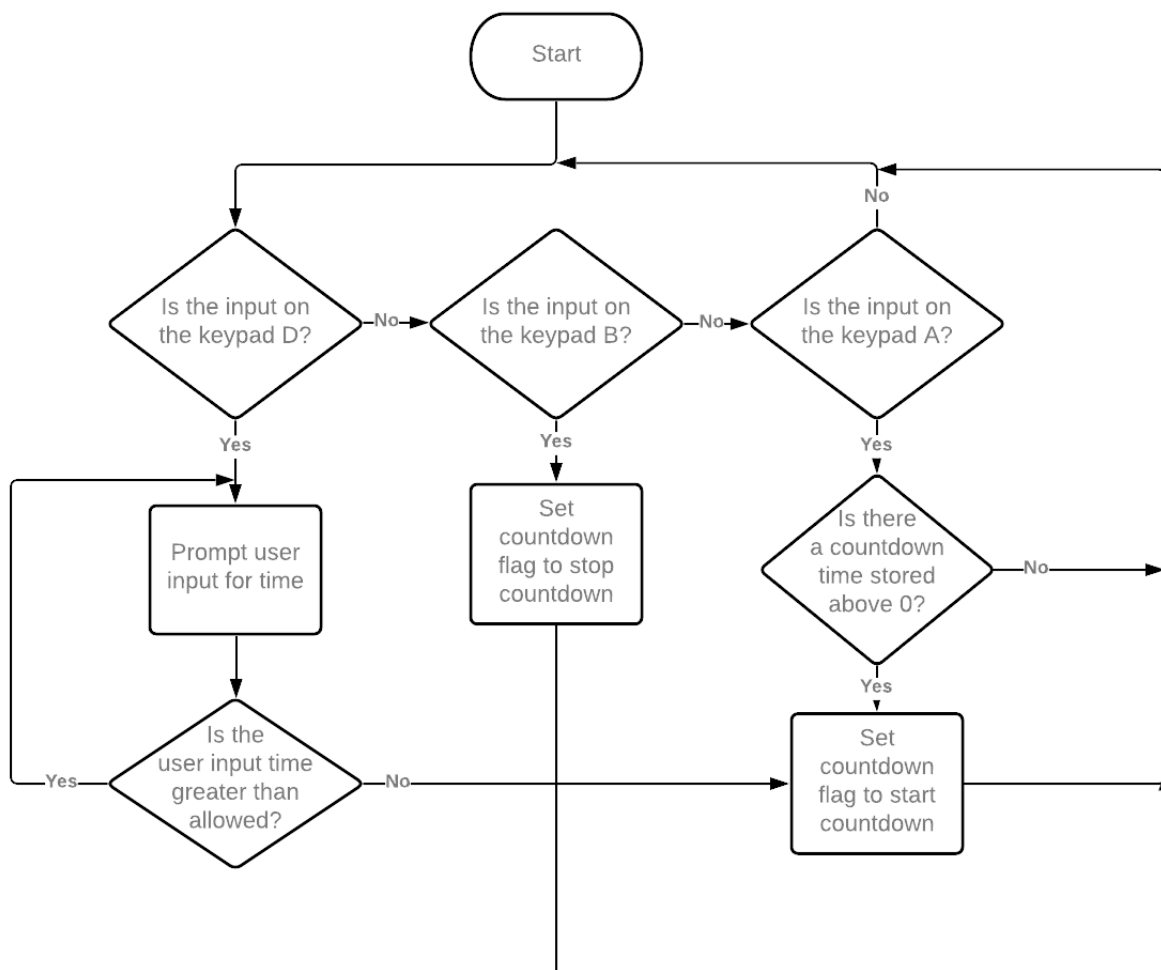 Start
No
Is the input on
the keypad D?
No
Is the input on
the keypad B?
No
Is the input on
the keypad A?
Yes
Yes
Yes
Prompt user
input for time
Set
countdown
flag to stop
countdown
Is there
a countdown
time stored
above 0?
No
Yes
Is the
user input time
greater than
allowed?
Yes
No
Set
countdown
flag to start
countdown